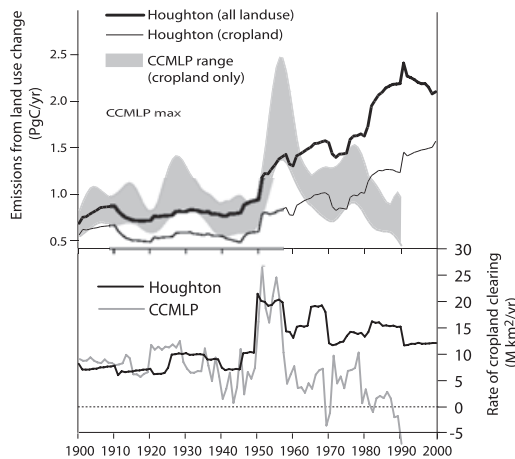 Houghton (all landuse)
Houghton (cropland)
CCMLP range
(cropland only)
CCMLP max
Emissions from land use change
(PgC/yr)
2.5
2.0
1.5
1.0
0.5
Houghton
CCMLP
30
25
20
15
10
5
0
-5
Rate of cropland clearing
(M km²/yr)
1900 1910 1920 1930 1940 1950 1960 1970 1980 1990 2000